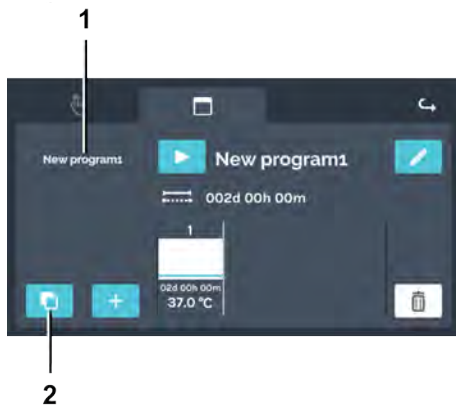 1
New program1
New program1
002d 00h 00m
1
02d 00h 00m
37.0 °C
2